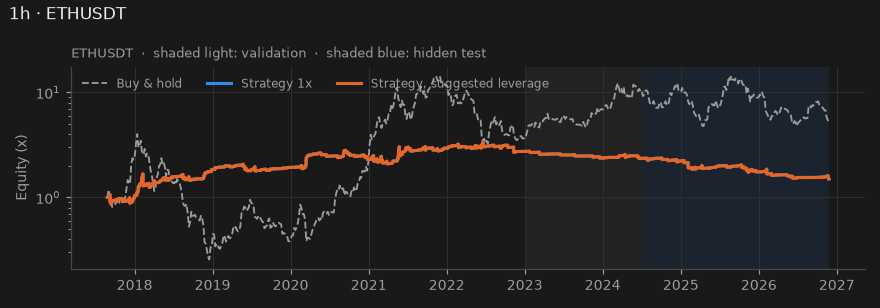 1h · ETHUSDT
ETHUSDT · shaded light: validation · shaded blue: hidden test
Buy & hold
Strategy 1x
Strategy, suggested leverage
Equity (x)
10¹
10⁰
2018 2019 2020 2021 2022 2023 2024 2025 2026 2027